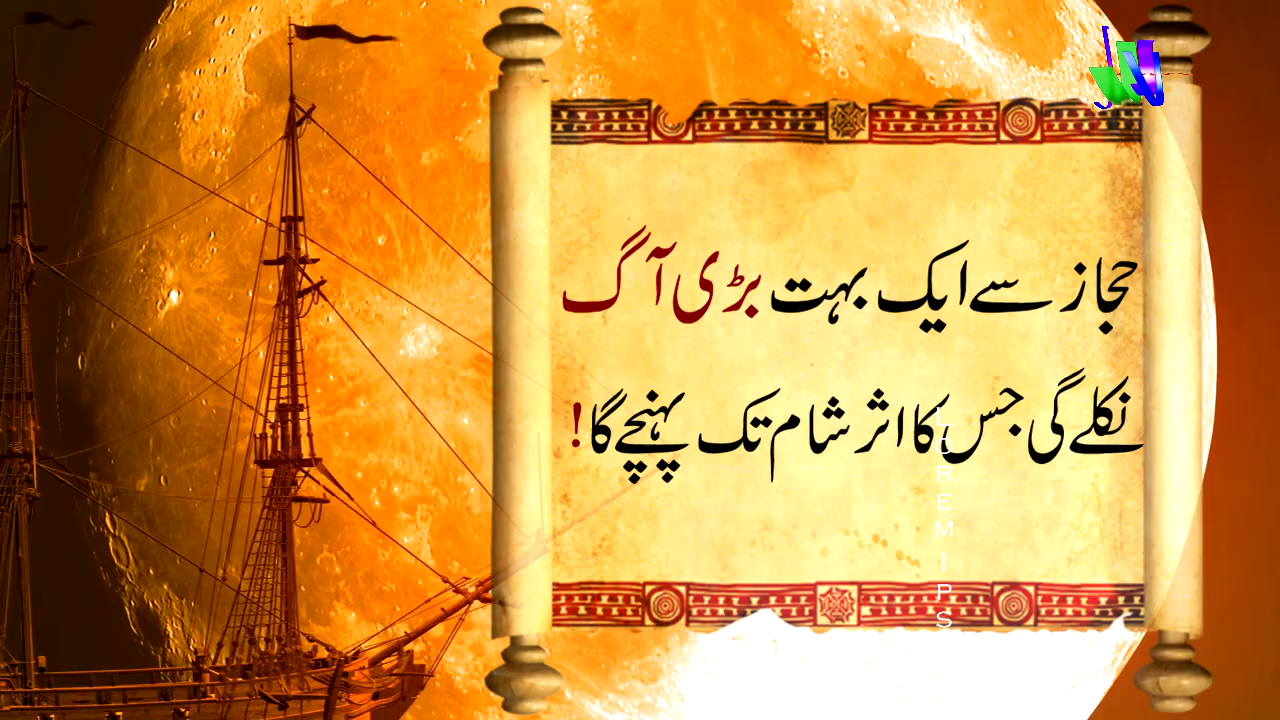 حجاز سے ایک بہت بڑی آگ
نکلے گی جس کا اثر شام تک پہنچے گا!